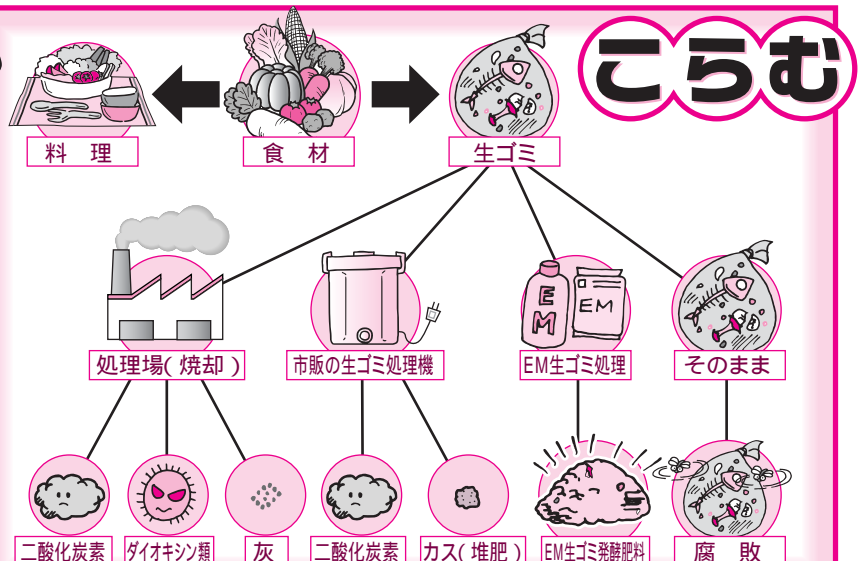 こらむ
料 理
食 材
生ゴミ
処理場(焼却)
市販の生ゴミ処理機
EM
EM
EM生ゴミ処理
そのまま
二酸化炭素
ダイオキシン類
灰
二酸化炭素
カス(堆肥)
EM生ゴミ発酵肥料
腐 敗